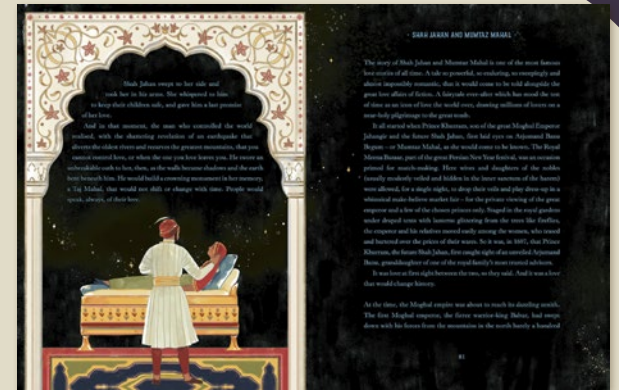 Shah Jahan swept to her side and
took her in his arms. She whispered to him
to keep their children safe, and gave him a last promise
of her love.
And in that moment, the man who controlled the world
realised, with the shattering revelation of an earthquake that
alters the oldest rivers and the greatest mountains, that you
cannot control love, or when the one you love leaves you. He swore an
unbreakable oath to her, then, as the walls became shadows and the earth
bent beneath him. He would build a crowning monument in her memory,
a Taj Mahal, that would not shift or change with time. People would
speak, always, of their love.
SHAH JAHAN AND MUMTAZ MAHAL
The story of Shah Jahan and Mumtaz Mahal is one of the most famous
love stories of all time. A tale so powerful, so enduring, so sweepingly and
almost impossibly romantic, that it would come to be told alongside the
great love affairs of fiction. A fairytale ever-after which has stood the test
of time as an icon of love the world over, drawing millions of lovers on a
near-holy pilgrimage to the great tomb.
It all started when Prince Khurram, son of the great Moghal Emperor
Jahangir and the future Shah Jahan, first laid eyes on Arjumand Banu
Begum – or Mumtaz Mahal, as she would come to be known. The Royal
Meena Bazaar, part of the great Persian New Year festival, was an occasion
primed for match-making. Here wives and daughters of the nobles
(usually modestly veiled and hidden in the inner sanctum of the harem)
were allowed, for a single night, to drop their veils and play dress-up in a
whimsical make-believe market fair – for the private viewing of the great
emperor and a few of the chosen princes only. Staged in the royal gardens
under draped tents with lanterns glittering from the trees like fireflies,
the emperor and his relatives moved easily among the women, who teased
and bartered over the prices of their wares. So it was, in 1607, that Prince
Khurram, the future Shah Jahan, first caught sight of an unveiled Arjumand
Banu, granddaughter of one of the royal family's most trusted advisors.
It was love at first sight between the two, so they said. And it was a love
that would change history.
At the time, the Moghal empire was about to reach its dazzling zenith.
The first Moghal emperor, the fierce warrior-king Babur, had swept
down with his forces from the mountains in the north barely a hundred